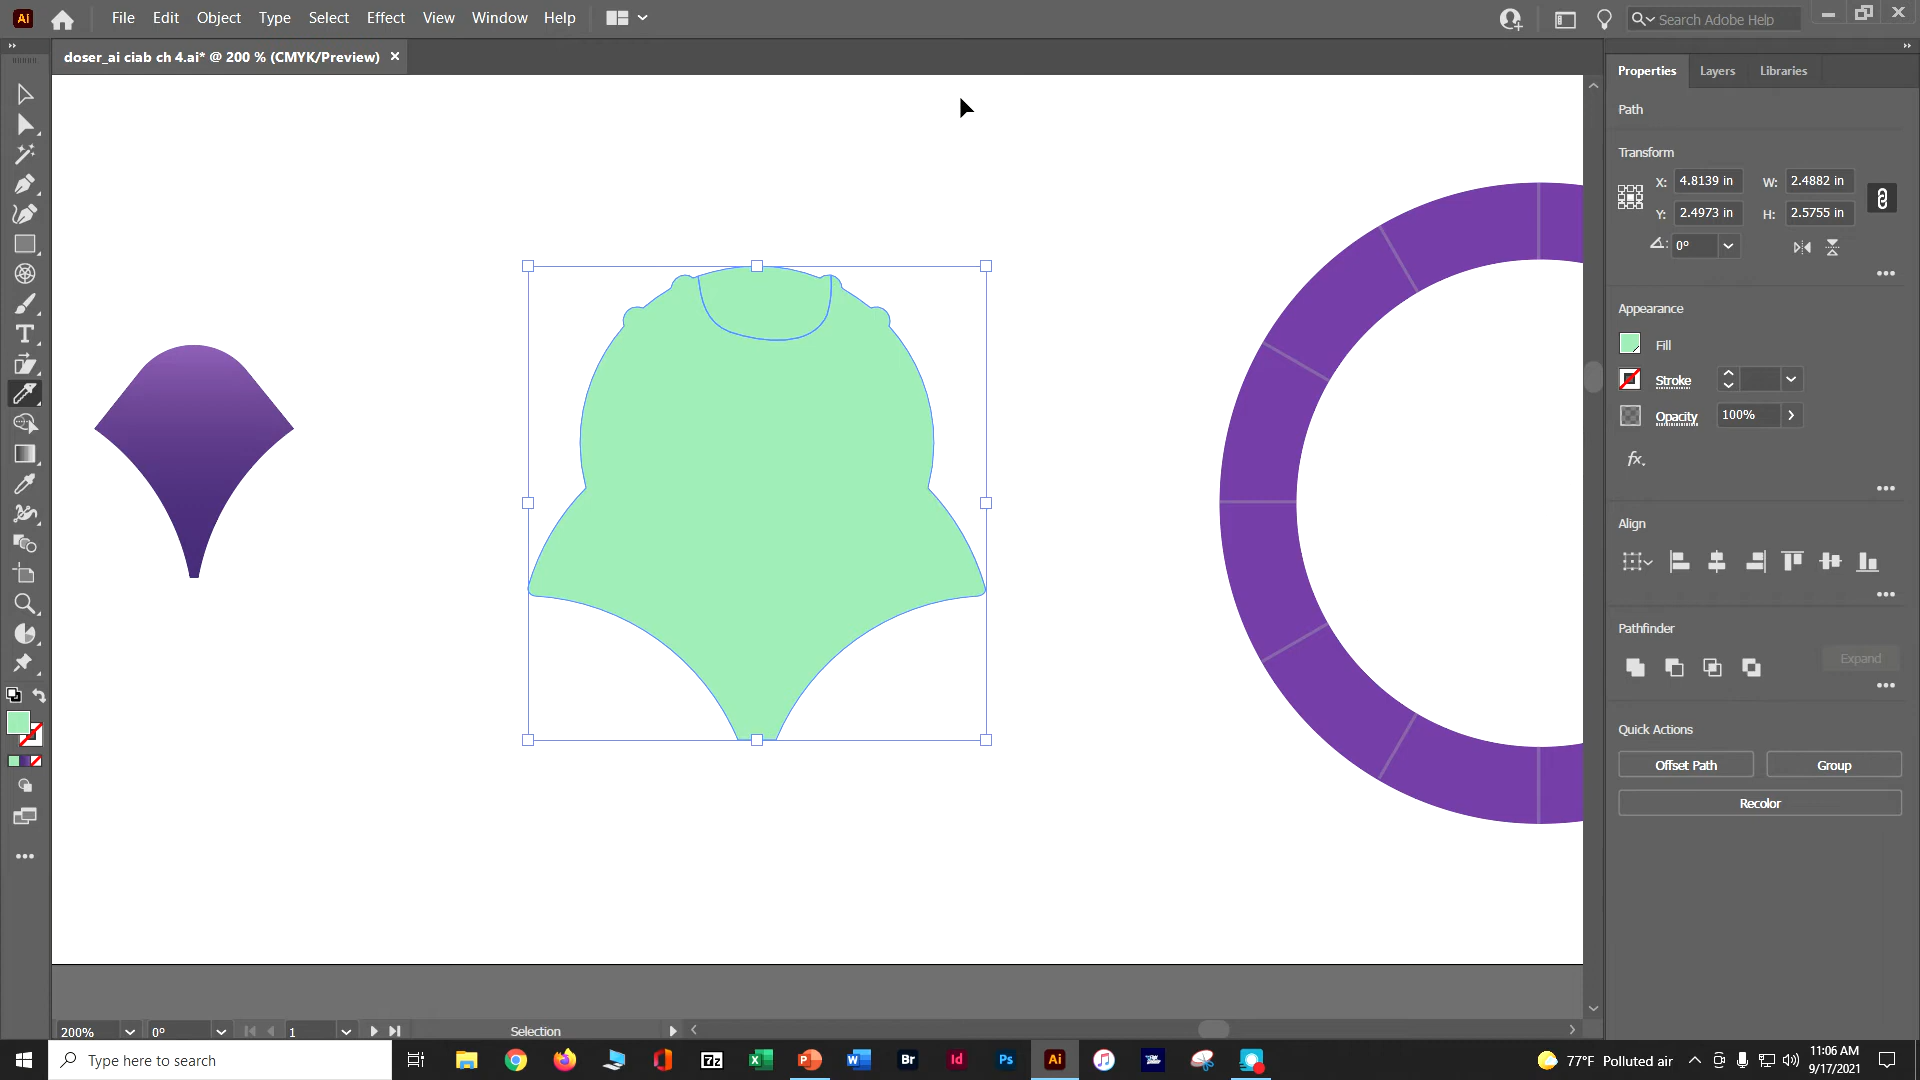 Ai File Edit Object Type Select Effect View Window Help Search Adobe Help
doser_ai ciab ch 4.ai* @ 200 % (CMYK/Preview) ×
Properties Layers Libraries
Path
Transform
X: 4.8139 in W: 2.4882 in
Y: 2.4973 in H: 2.5755 in
0°
Appearance
Fill
Stroke
Opacity 100%
fx.
Align
Pathfinder
Expand
Quick Actions
Offset Path Group
Recolor
200% 0° 1 Selection
Type here to search
7z Br Id Ps Ai
77°F Polluted air
11:06 AM
9/17/2021